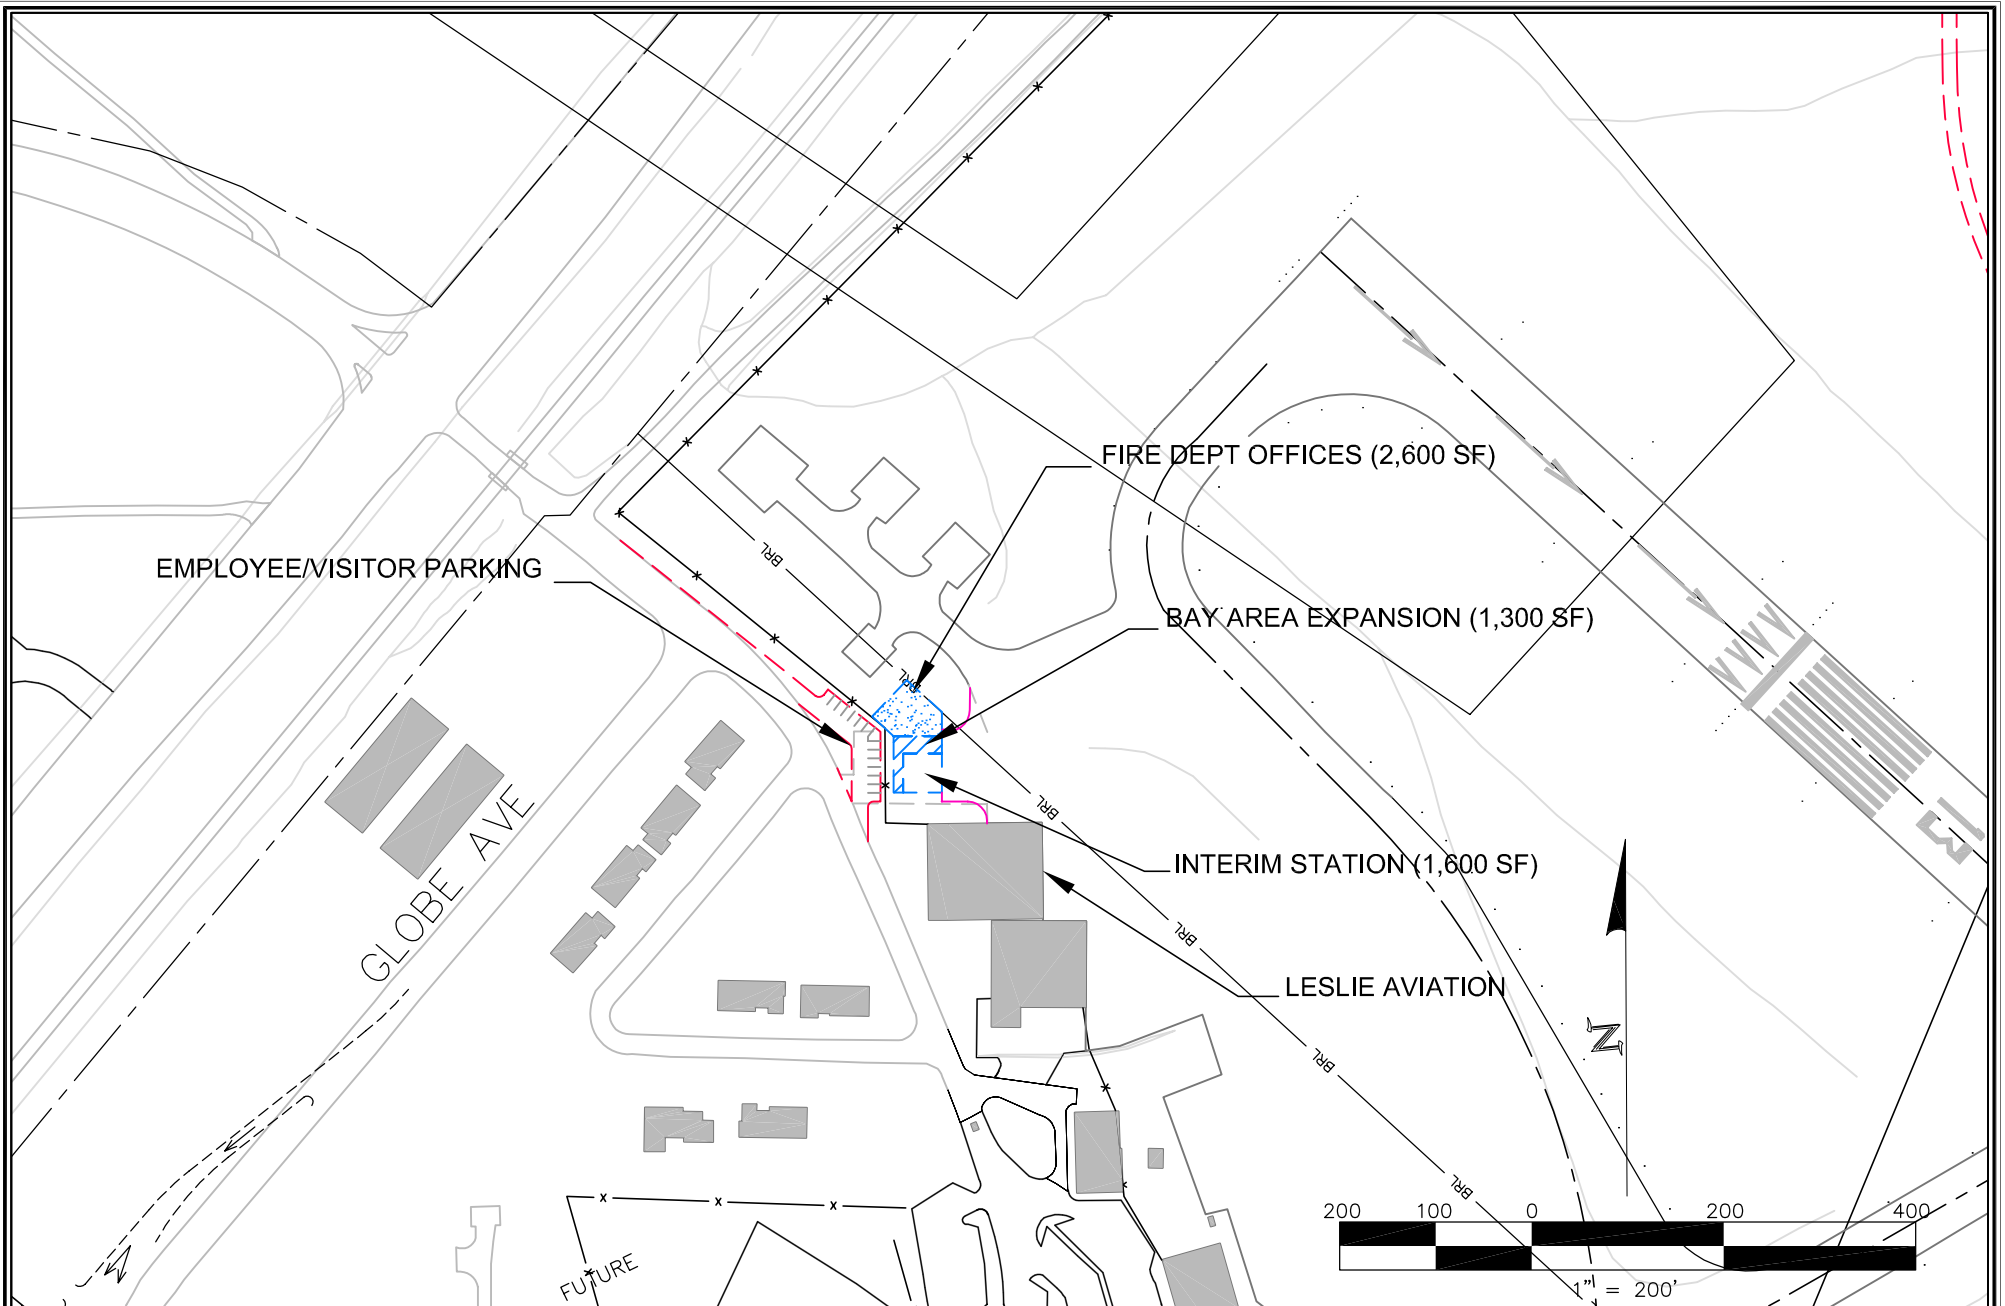 FIRE DEPT OFFICES (2,600 SF)
BRL
EMPLOYEE/VISITOR PARKING
BAY AREA EXPANSION (1,300 SF)
BRL
GLOBE AVE
BRL
INTERIM STATION (1,600 SF)
BRL
LESLIE AVIATION
N
BRL
BRL
200 100 0 200 400
FUTURE
1" = 200'
13